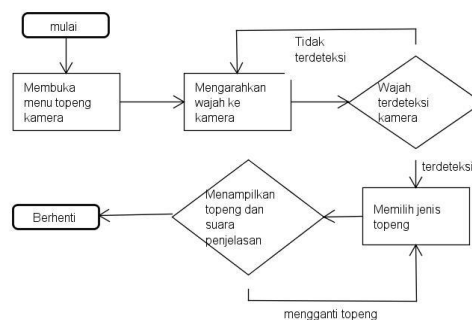 mulai
Membuka
menu topeng
kamera
Mengarahkan
wajah ke
kamera
Tidak
terdeteksi
Wajah
terdeteksi
kamera
terdeteksi
Memilih jenis
topeng
Menampilkan
topeng dan
suara
penjelasan
Berhenti
mengganti topeng